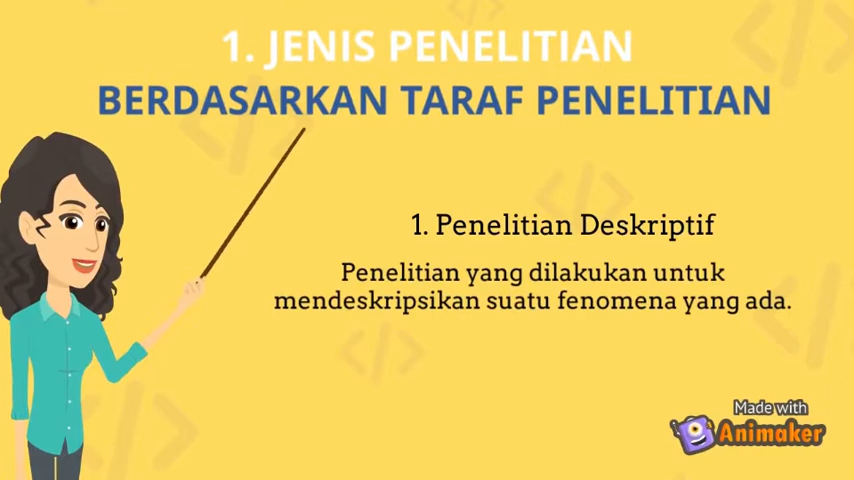 1. JENIS PENELITIAN
BERDASARKAN TARAF PENELITIAN
1. Penelitian Deskriptif
Penelitian yang dilakukan untuk
mendeskripsikan suatu fenomena yang ada.
Made with
Animaker